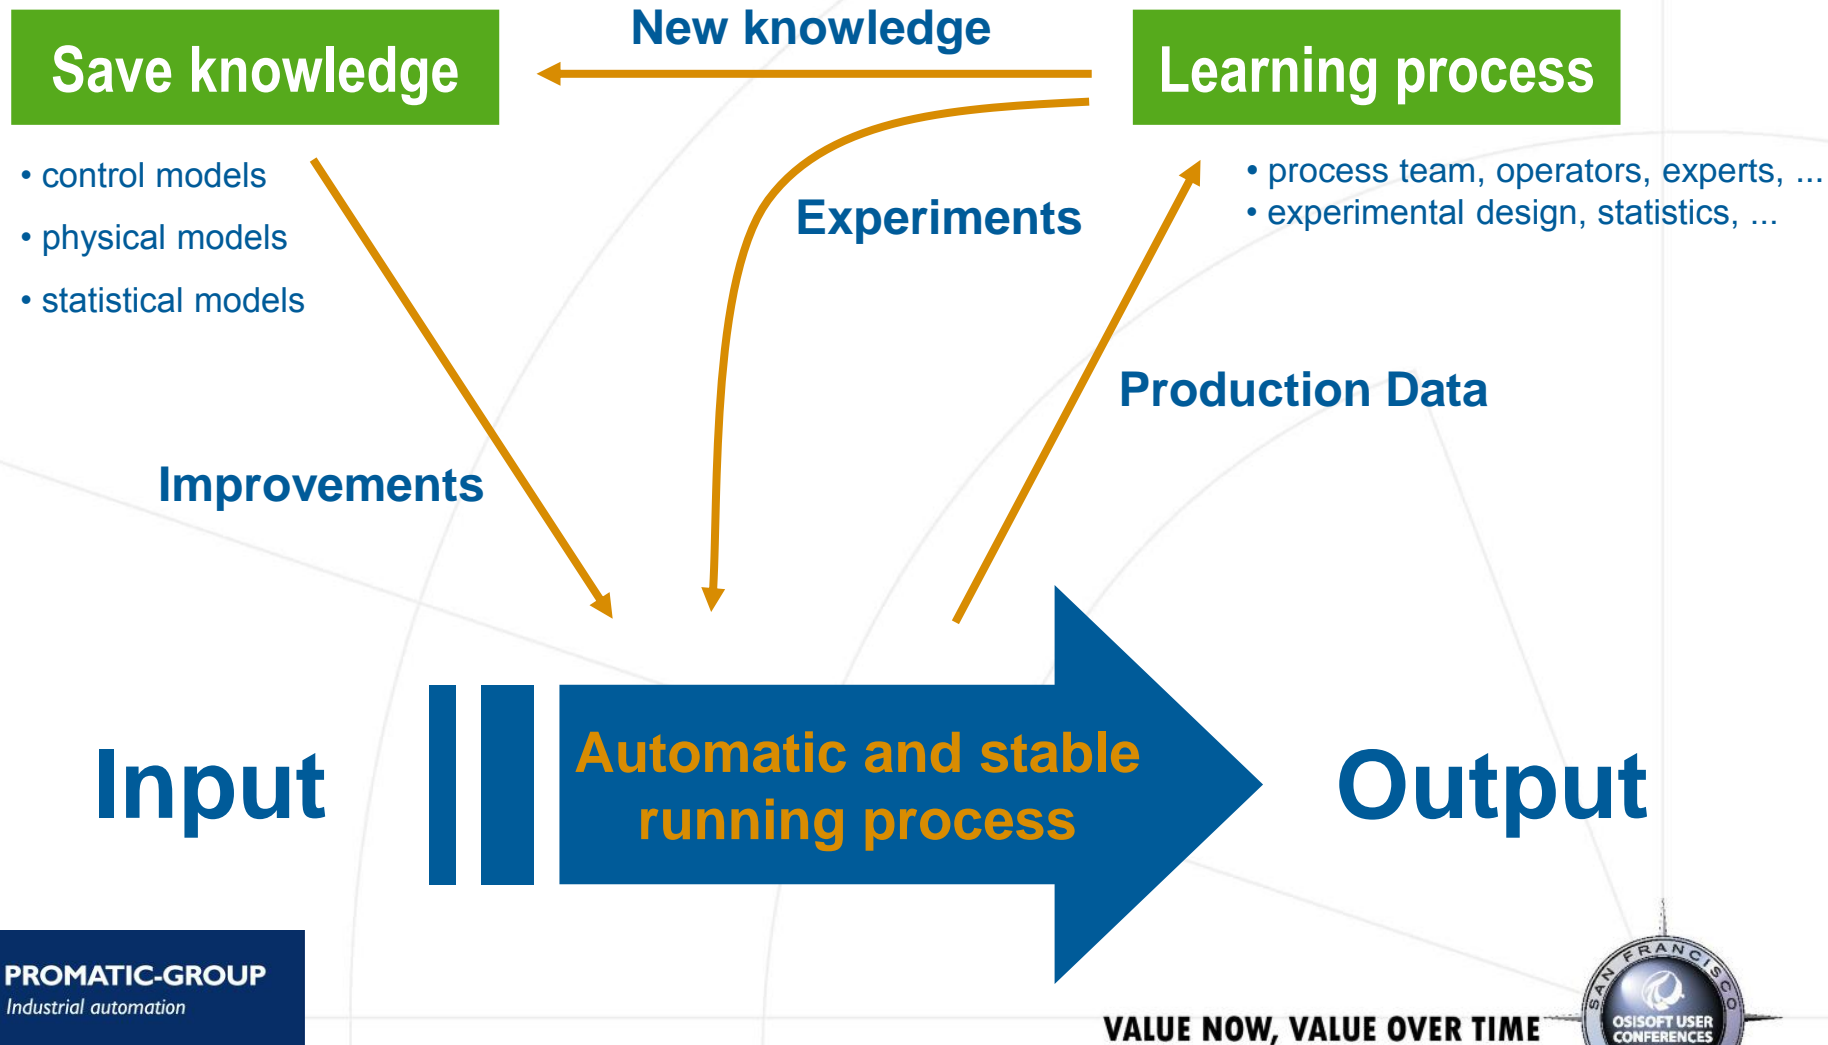 New knowledge
Save knowledge
Learning process
• control models
• physical models
• statistical models
• process team, operators, experts, ...
• experimental design, statistics, ...
Experiments
Production Data
Improvements
Input
Automatic and stable
running process
Output
PROMATIC-GROUP
Industrial automation
VALUE NOW, VALUE OVER TIME
SAN FRANCISCO
OSISOFT USER
CONFERENCES